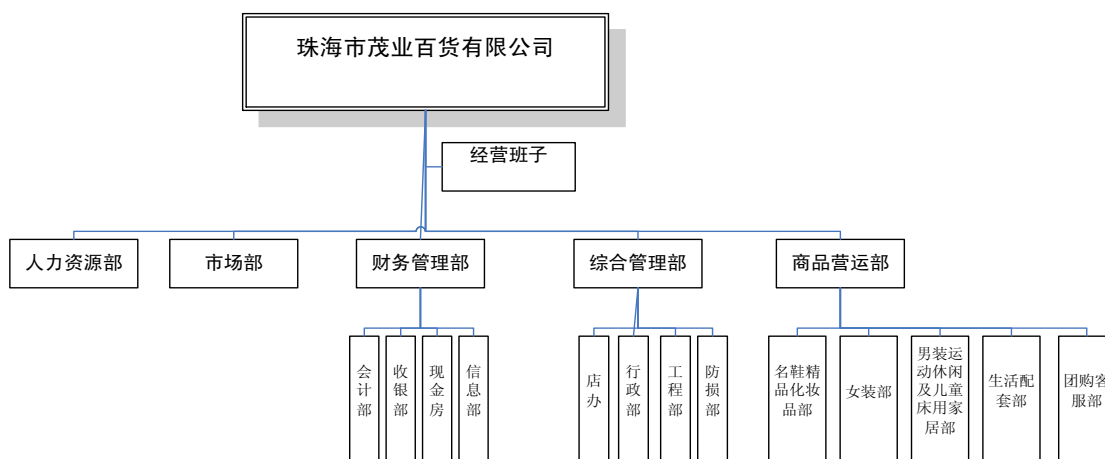 珠海市茂业百货有限公司
经营班子
人力资源部
市场部
财务管理部
综合管理部
商品营运部
会计部
收银部
现金房
信息部
店办
行政部
工程部
防损部
名鞋精
品化妆
品部
女装部
男装运
动休闲
及儿童
床用家
居部
生活配
套部
团购客
服部